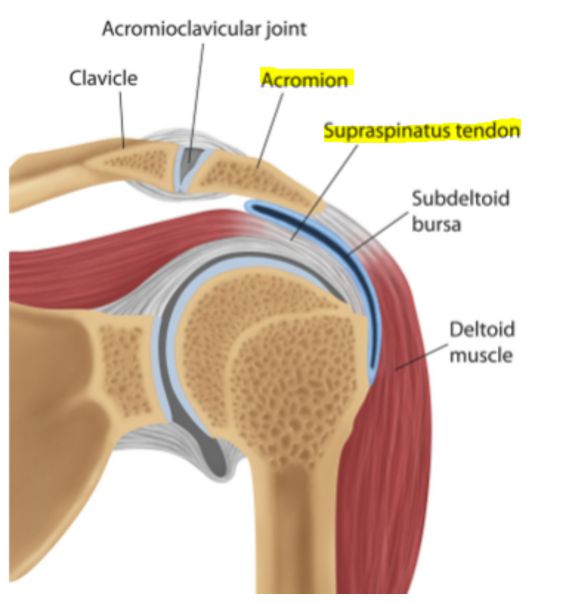 Acromioclavicular joint
Clavicle
Acromion
Supraspinatus tendon
Subdeltoid
bursa
Deltoid
muscle